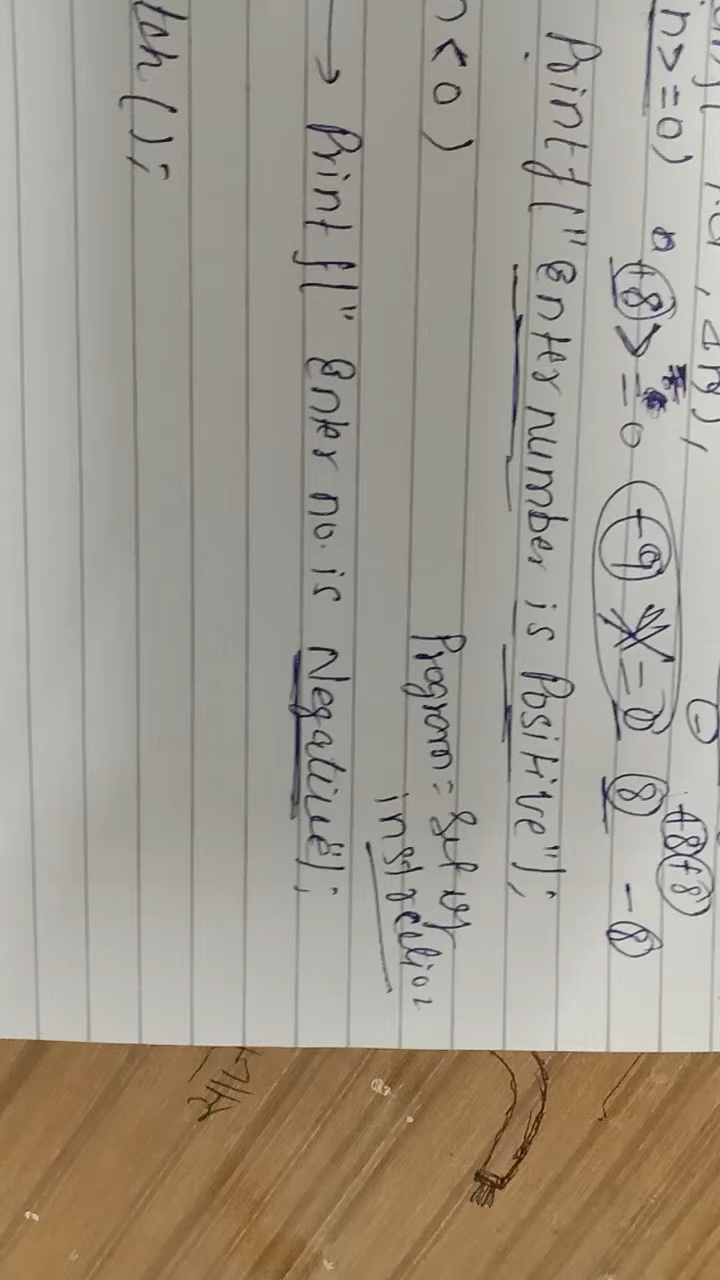 n>=0) +8>=0 +9 >=0 8 -8
+8+8
Printf("Enter number is Positive");
n<0)
Program = Set of
instruction
→ Printf(" Enter no. is Negative");
tch();